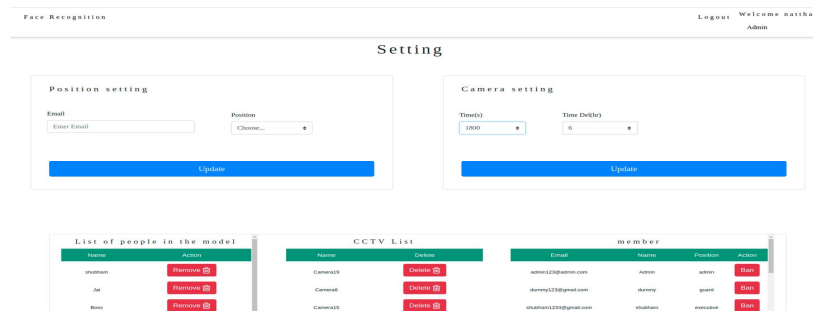 Face Recognition
Logout Welcome nattha
Admin
Setting
Position setting
Email Position
Enter Email Choose...
Update
Camera setting
Time(s) Time Del(hr)
1800 6
Update
List of people in the model
Name Action
shubham Remove
Jai Remove
Boss Remove
CCTV List
Name Delete
Camera19 Delete
Camera6 Delete
Camera15 Delete
member
Email Name Position Action
admin123@admin.com Admin admin Ban
dummy123@gmail.com dummy guard Ban
shubham1234@gmail.com shubham executive Ban